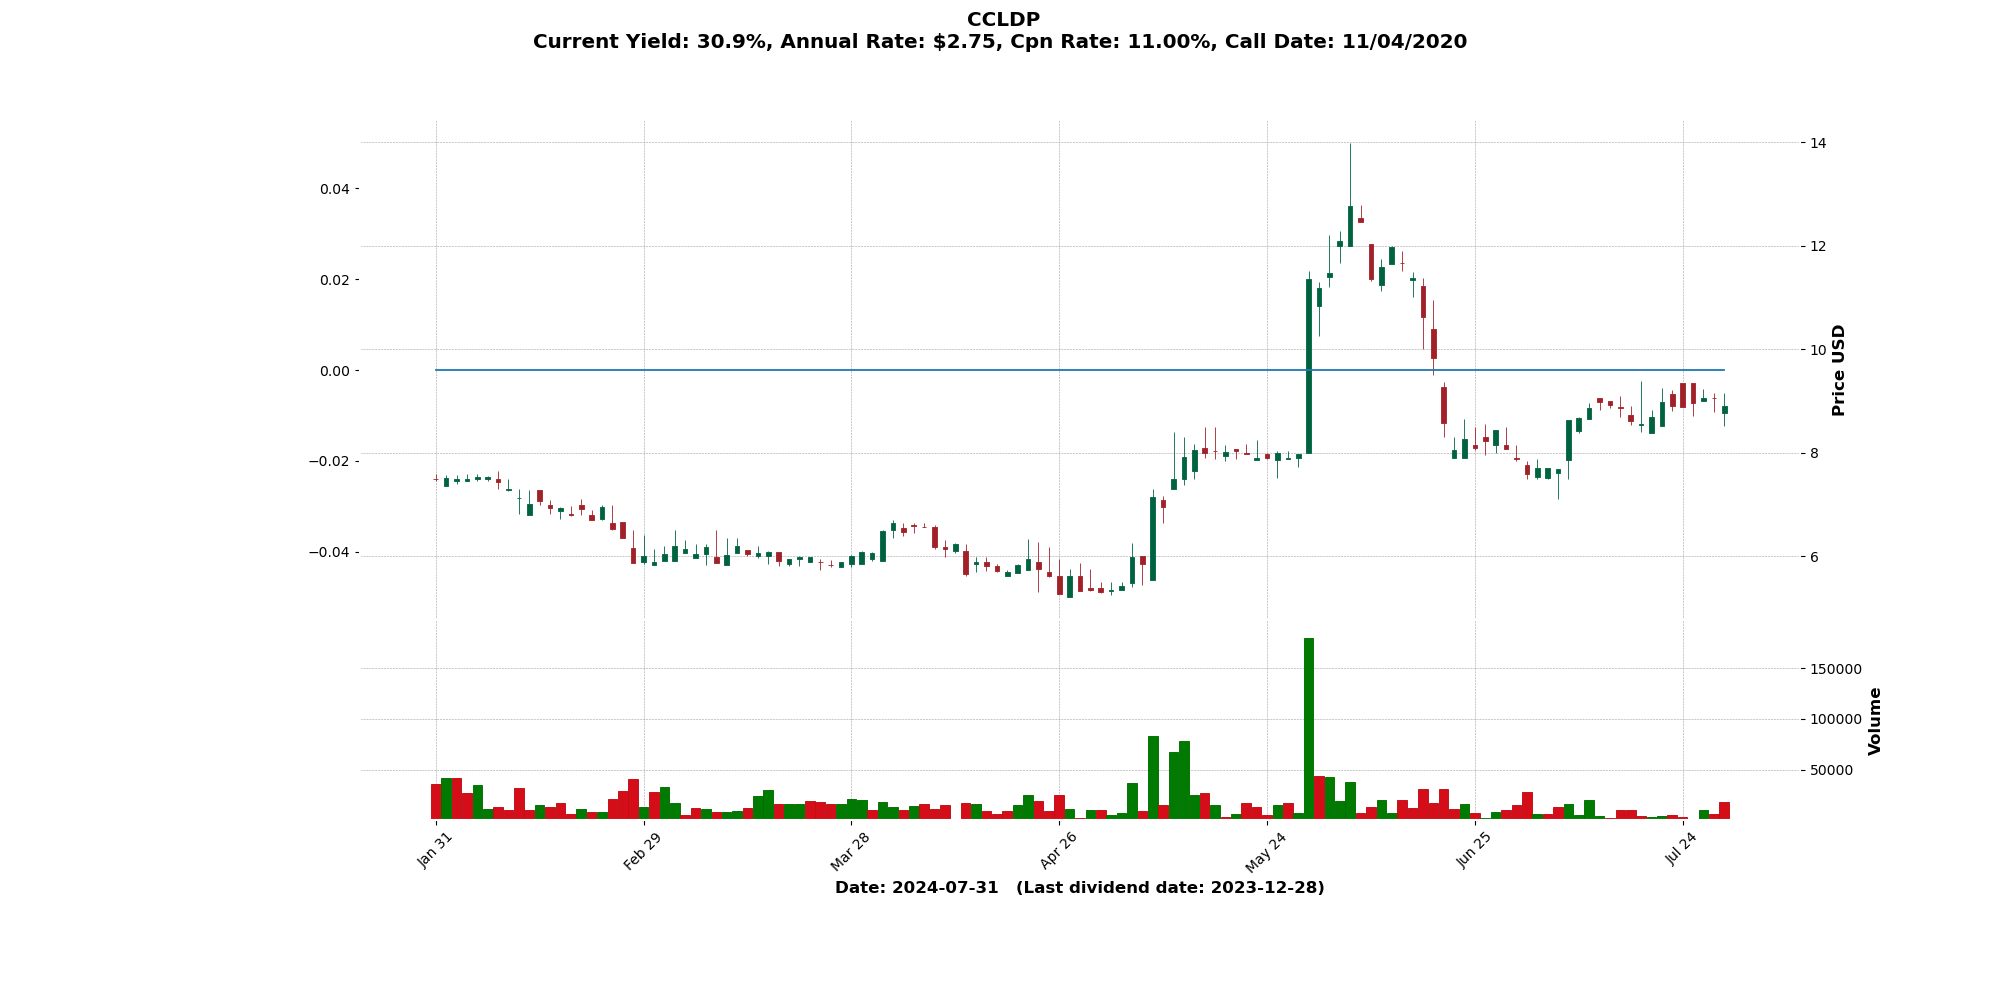 CCLDP
Current Yield: 30.9%, Annual Rate: $2.75, Cpn Rate: 11.00%, Call Date: 11/04/2020
14
0.04
12
0.02
10
0.00
8
−0.02
6
−0.04
Price USD
150000
100000
50000
Volume
Jan 31
Feb 29
Mar 28
Apr 26
May 24
Jun 25
Jul 24
Date: 2024-07-31   (Last dividend date: 2023-12-28)